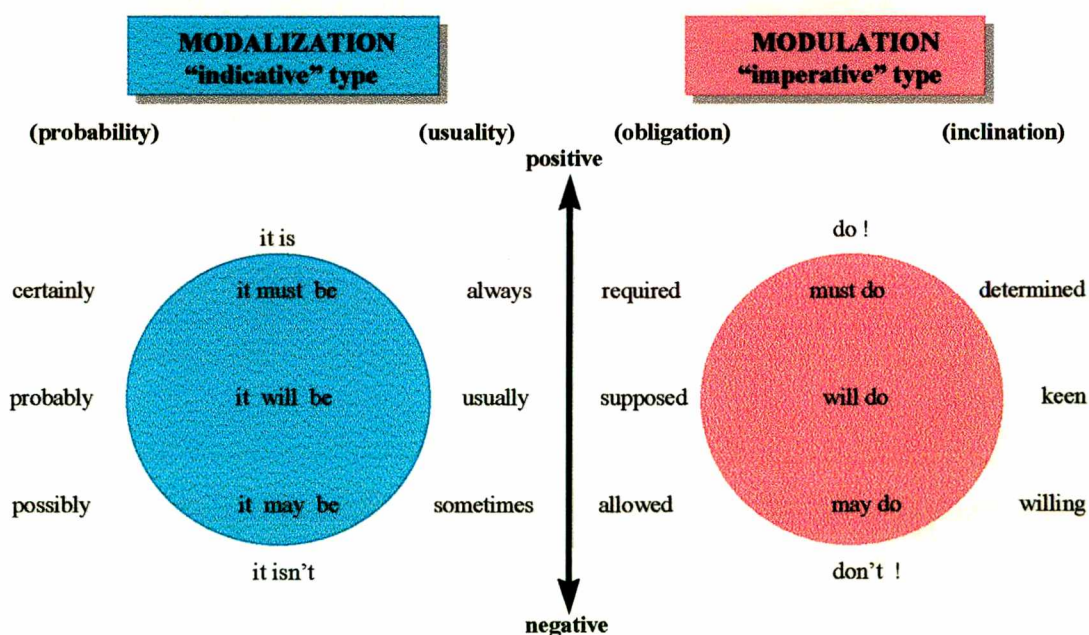 MODALIZATION
“indicative” type
MODULATION
“imperative” type
(probability) (usuality) (obligation) (inclination)
positive
it is do !
certainly it must be always required must do determined
probably it will be usually supposed will do keen
possibly it may be sometimes allowed may do willing
it isn't don't !
negative